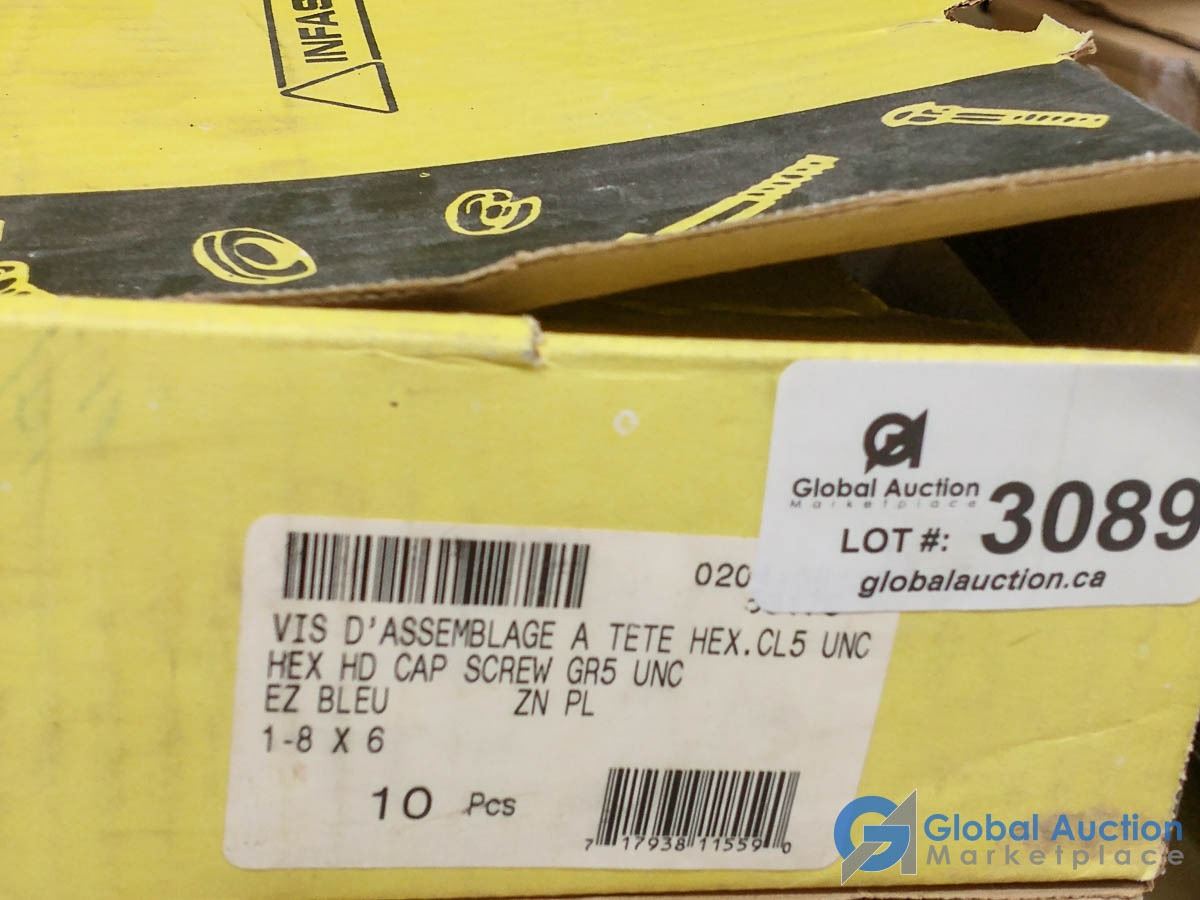 INFAS
Global Auction
Marketplace
LOT #: 3089
globalauction.ca
020
VIS D'ASSEMBLAGE A TETE HEX.CL5 UNC
HEX HD CAP SCREW GR5 UNC
EZ BLEU ZN PL
1-8 X 6
10 Pcs
7 17938 11559 0
Global Auction
Marketplace